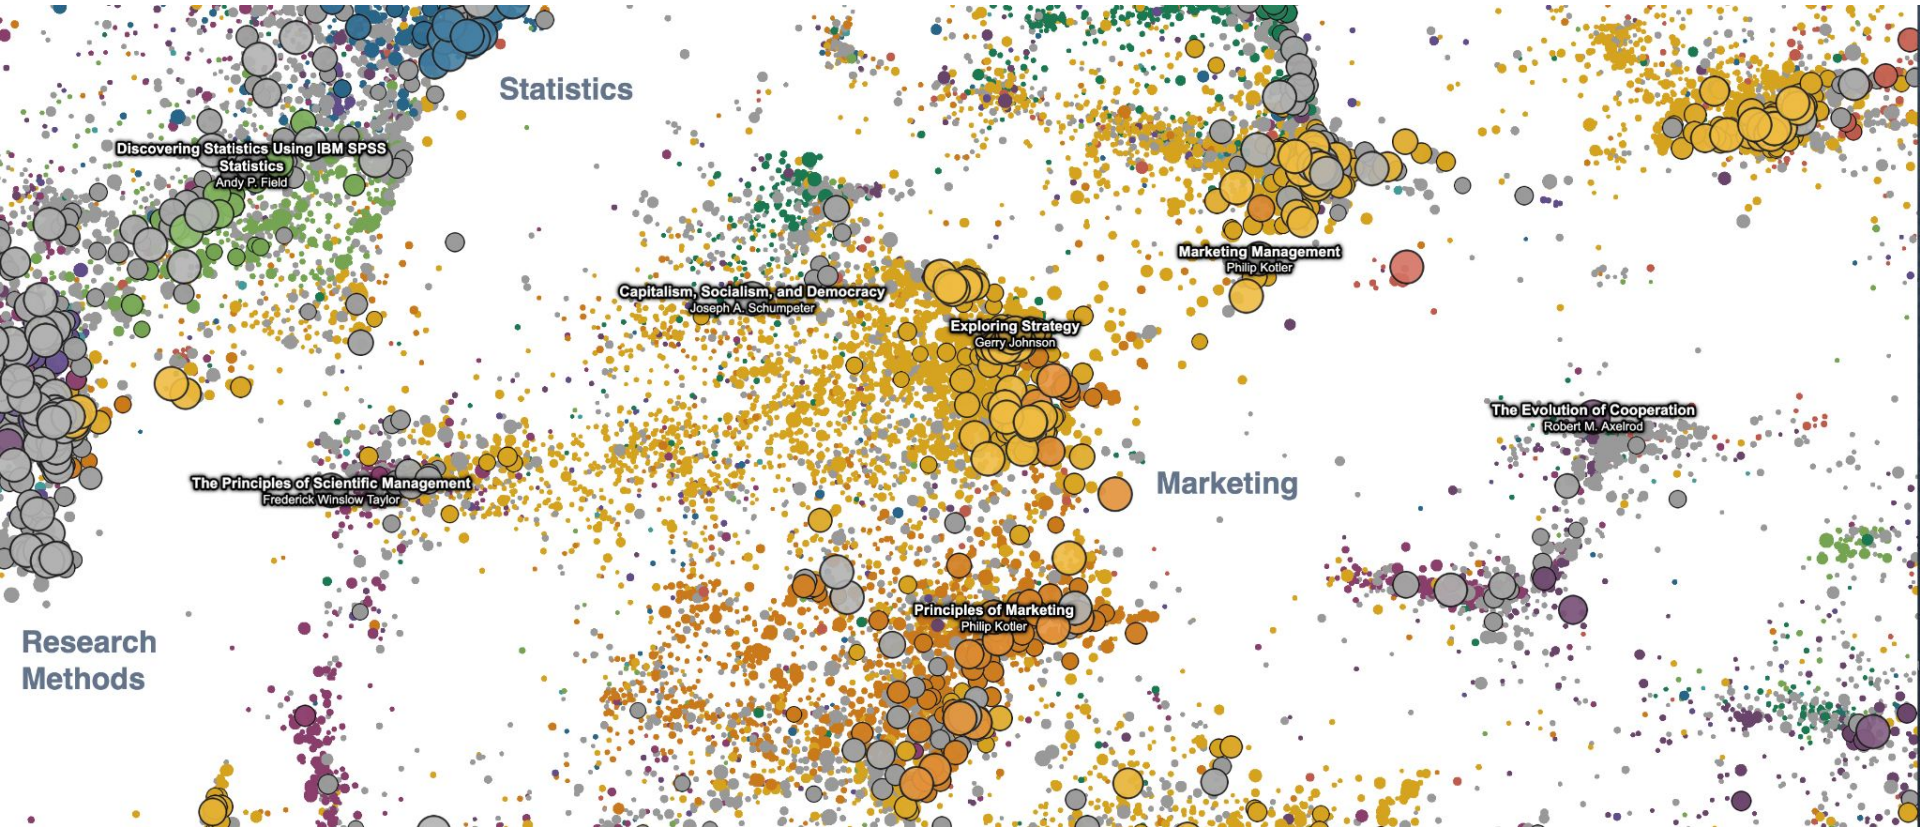 Statistics
Discovering Statistics Using IBM SPSS
Statistics
Andy P. Field
Marketing Management
Philip Kotler
Capitalism, Socialism, and Democracy
Joseph A. Schumpeter
Exploring Strategy
Gerry Johnson
The Evolution of Cooperation
Robert M. Axelrod
The Principles of Scientific Management
Frederick Winslow Taylor
Marketing
Principles of Marketing
Philip Kotler
Research
Methods